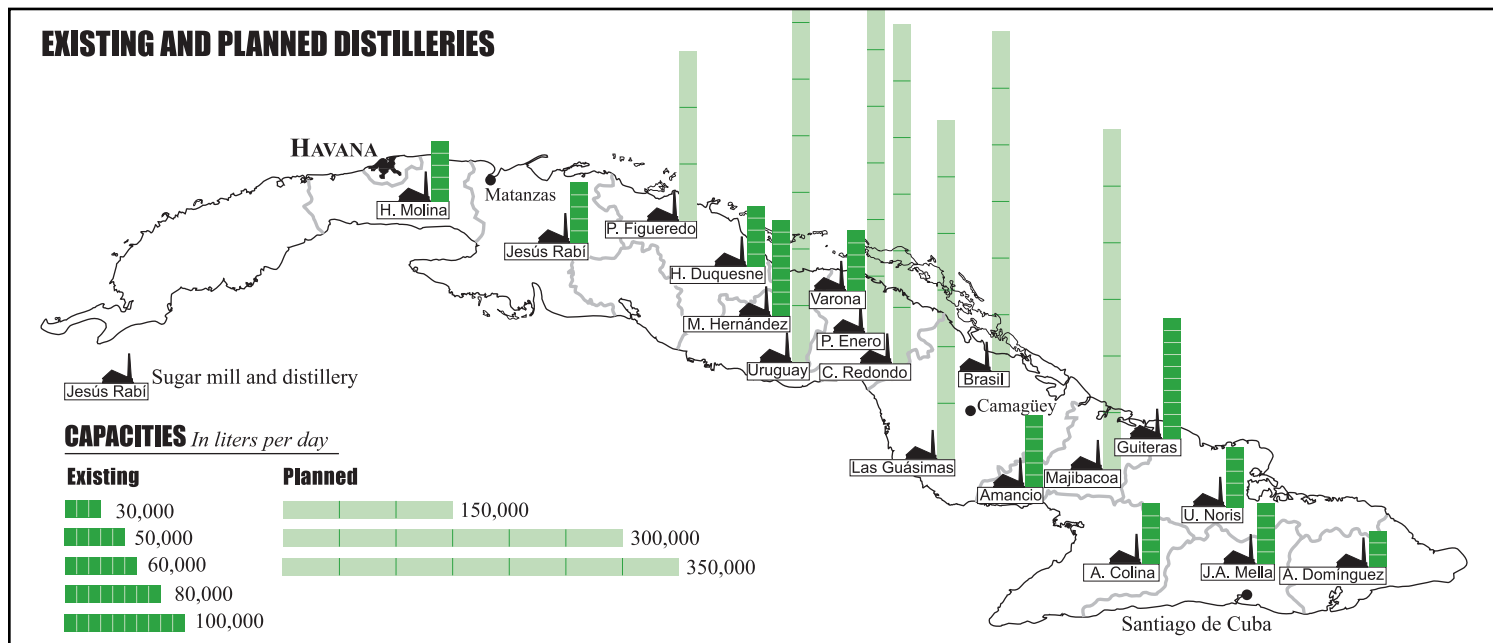 EXISTING AND PLANNED DISTILLERIES
HAVANA
Matanzas
H. Molina
Jesús Rabí
P. Figueredo
H. Duquesne
M. Hernández
Varona
P. Enero
Uruguay
C. Redondo
Brasil
Camagüey
Las Guásimas
Amancio
Majibacoa
Guiteras
U. Noris
A. Colina
J.A. Mella
A. Domínguez
Santiago de Cuba
Jesús Rabí
Sugar mill and distillery
CAPACITIES In liters per day
Existing
30,000
50,000
60,000
80,000
100,000
Planned
150,000
300,000
350,000